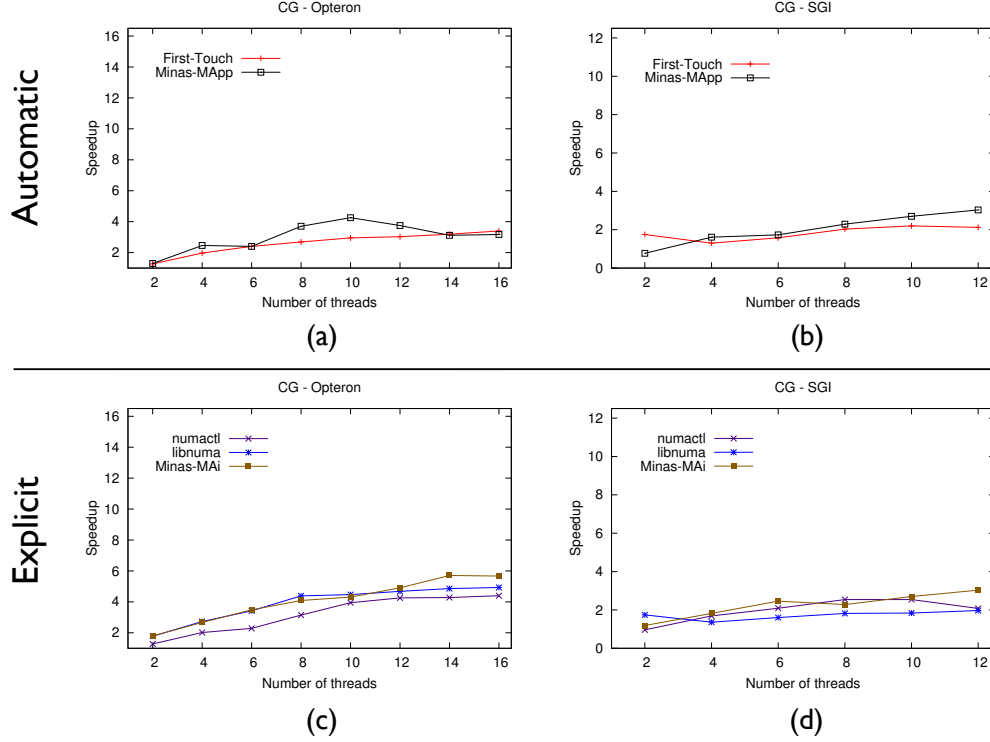 Automatic
CG - Opteron
Speedup
16
14
12
10
8
6
4
2
First-Touch
Minas-MApp
2 4 6 8 10 12 14 16
Number of threads
(a)
CG - SGI
Speedup
12
10
8
6
4
2
0
First-Touch
Minas-MApp
2 4 6 8 10 12
Number of threads
(b)
Explicit
CG - Opteron
Speedup
16
14
12
10
8
6
4
2
numactl
libnuma
Minas-MAi
2 4 6 8 10 12 14 16
Number of threads
(c)
CG - SGI
Speedup
12
10
8
6
4
2
0
numactl
libnuma
Minas-MAi
2 4 6 8 10 12
Number of threads
(d)